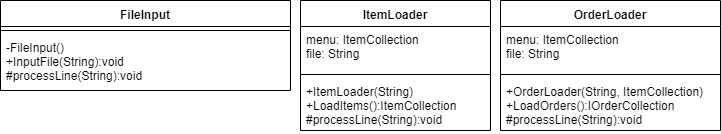 FileInput
-FileInput()
+InputFile(String):void
#processLine(String):void
ItemLoader
menu: ItemCollection
file: String
+ItemLoader(String)
+LoadItems():ItemCollection
#processLine(String):void
OrderLoader
menu: ItemCollection
file: String
+OrderLoader(String, ItemCollection)
+LoadOrders():IOrderCollection
#processLine(String):void